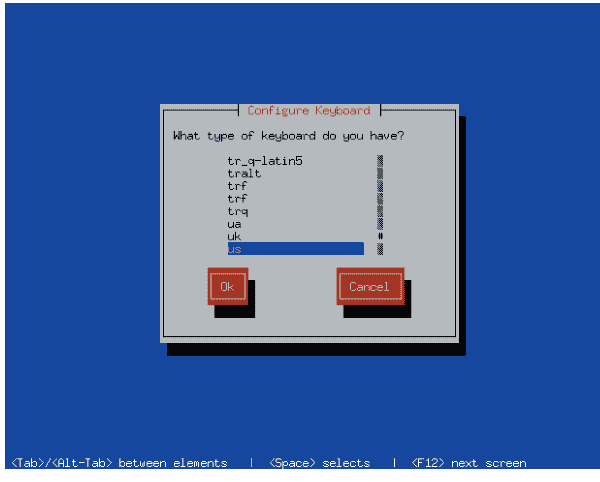 Configure Keyboard
What type of keyboard do you have?
tr_q-latin5
tralt
trf
trf
trq
ua
uk #
us
Ok Cancel
<Tab>/<Alt-Tab> between elements | <Space> selects | <F12> next screen